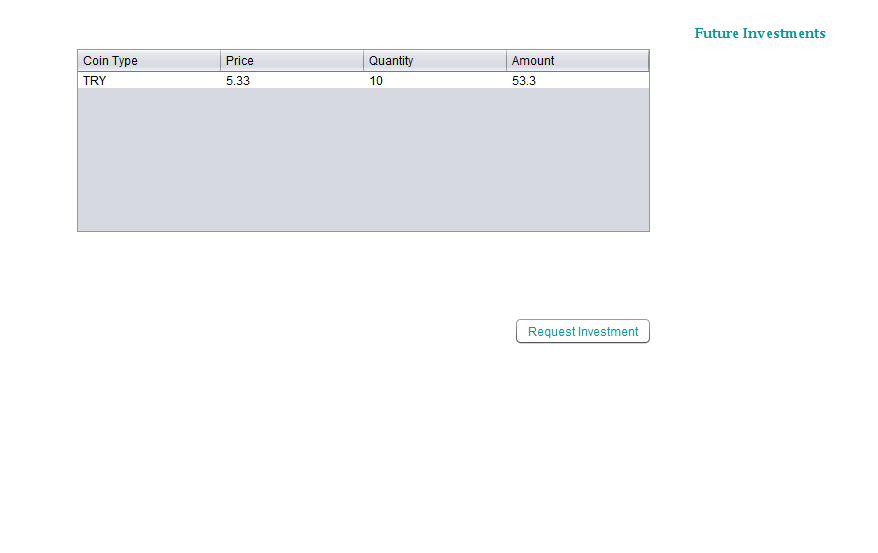 Future Investments
Coin Type Price Quantity Amount
TRY 5.33 10 53.3
Request Investment